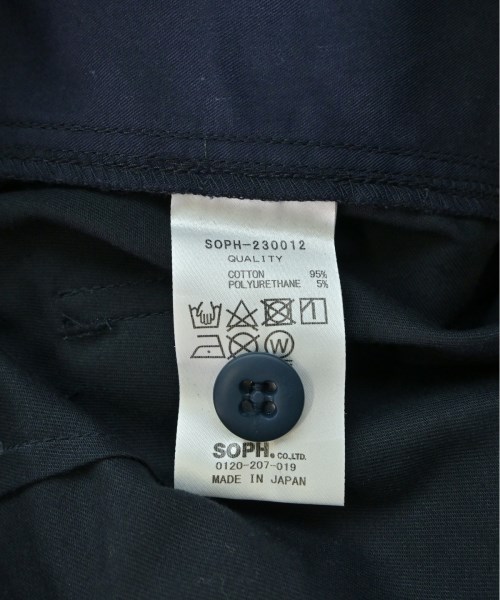 SOPH-230012
QUALITY
COTTON 95%
POLYURETHANE 5%
W
SOPH. CO.,LTD.
0120-207-019
MADE IN JAPAN